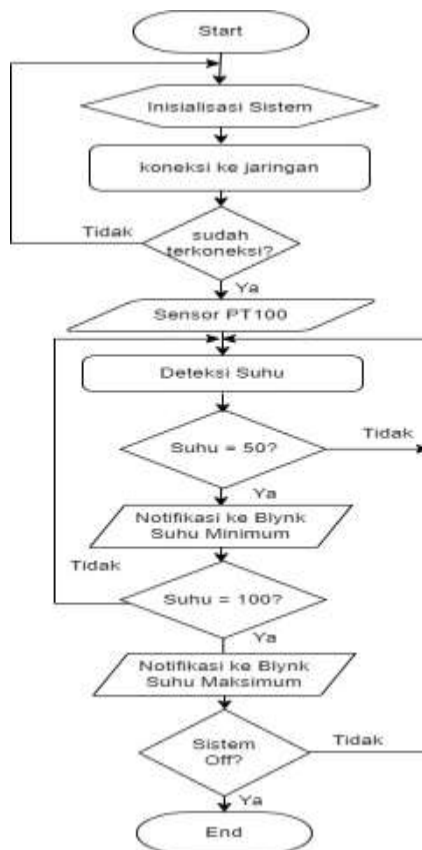 Start
Inisialisasi Sistem
koneksi ke jaringan
Tidak
sudah
terkoneksi?
Ya
Sensor PT100
Deteksi Suhu
Suhu = 50?
Tidak
Ya
Notifikasi ke Blynk
Suhu Minimum
Tidak
Suhu = 100?
Ya
Notifikasi ke Blynk
Suhu Maksimum
Sistem
Off?
Tidak
Ya
End